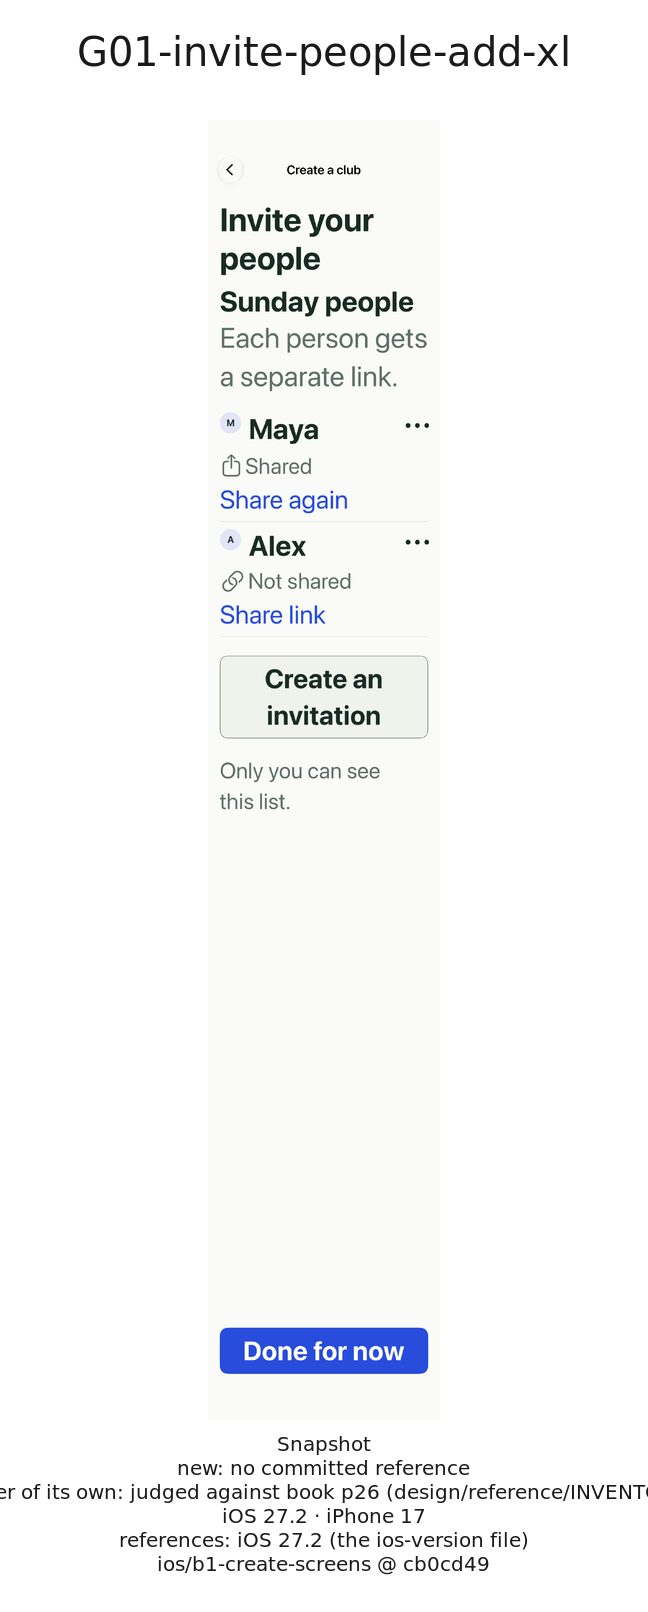 G01-invite-people-add-xl
Create a club
Invite your
people
Sunday people
Each person gets
a separate link.
M Maya
Shared
Share again
A Alex
Not shared
Share link
Create an
invitation
Only you can see
this list.
Done for now
Snapshot
new: no committed reference
of its own: judged against book p26 (design/reference/
iOS 27.2 · iPhone 17
references: iOS 27.2 (the ios-version file)
ios/b1-create-screens @ cb0cd49